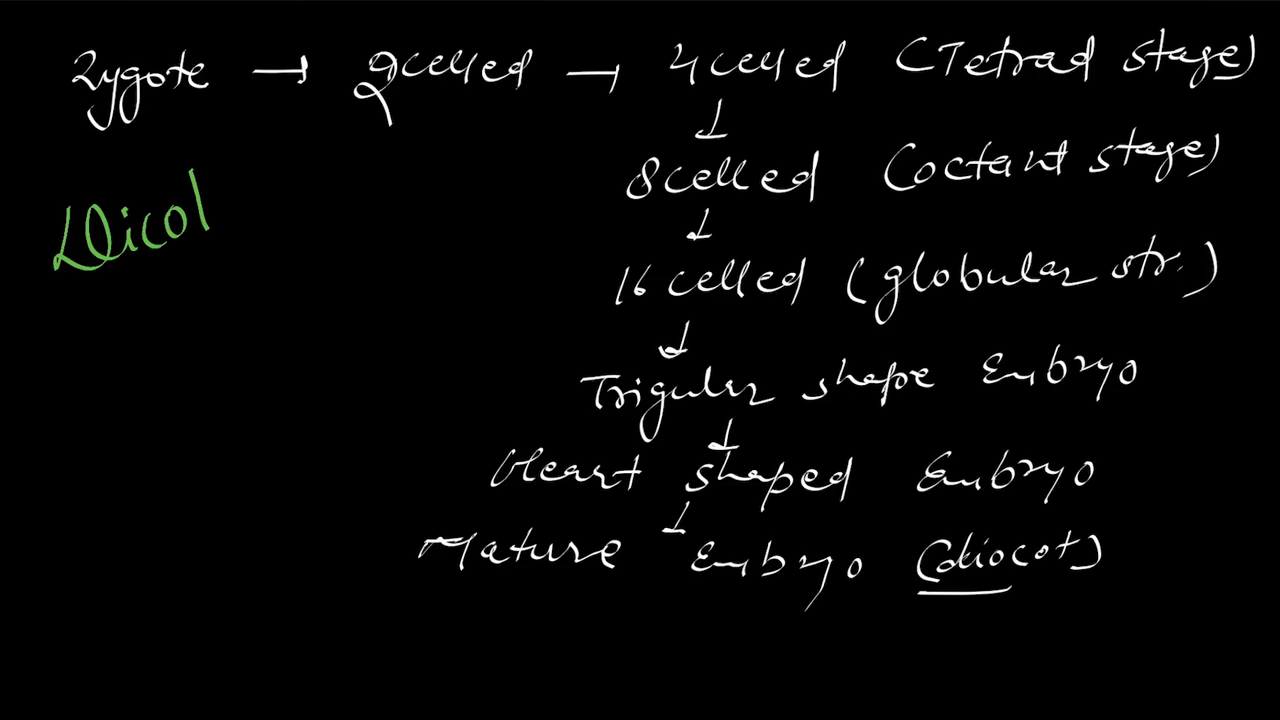 Zygote → 2celled → 4celled (Tetrad stage)
↓
8celled (octant stage)
↓
Dicot
16 celled (globular str.)
↓
Trigular shape Embryo
↓
Heart shaped Embryo
↓
Mature Embryo (diocot)